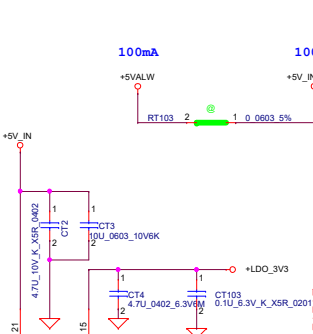 100mA
10
+5VALW
+5V_IN
@
RT103 2 1 0_0603_5%
+5V_IN
4.7U_10V_K_X5R_0402
1
CT2
2
1
CT3
10U_0603_10V6K
2
+LDO_3V3
1
CT4
4.7U_0402_6.3V6M
2
1
CT103
0.1U_6.3V_K_X5R_0201
2
21
15